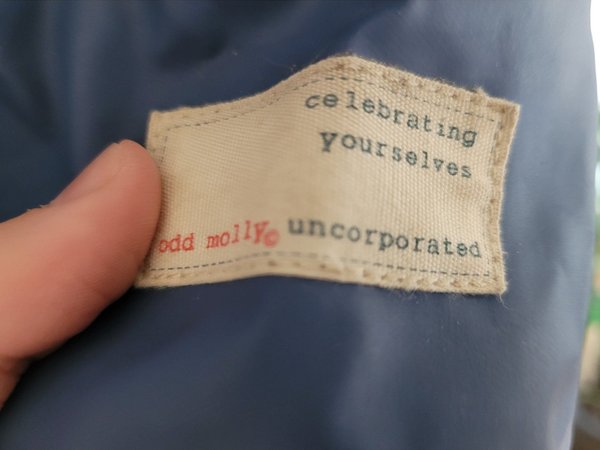 celebrating
yourselves
odd molly© uncorporated